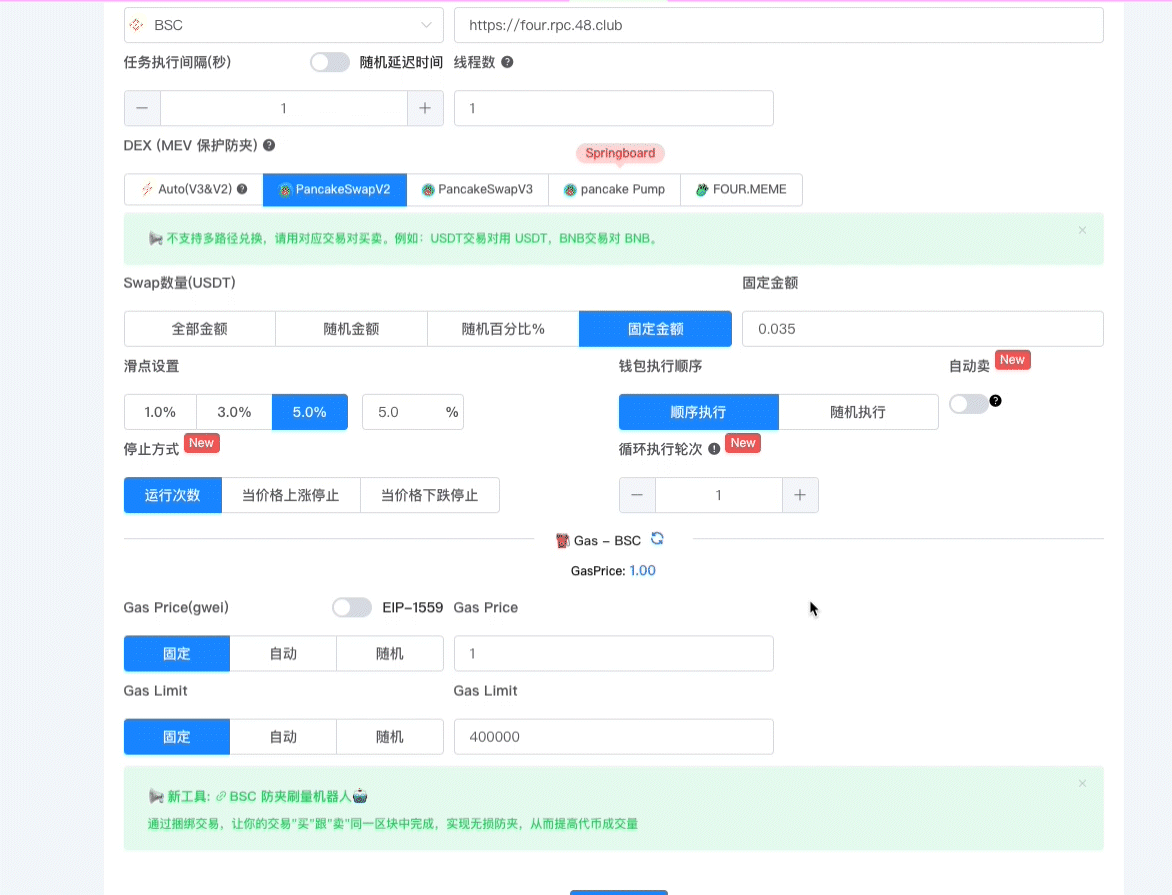 BSC https://four.rpc.48.club
任务执行间隔(秒) 随机延迟时间 线程数
1 1
DEX (MEV 保护防夹)
Springboard
Auto(V3&V2) PancakeSwapV2 PancakeSwapV3 pancake Pump FOUR.MEME
不支持多路径兑换，请用对应交易对买卖。例如：USDT交易对用 USDT，BNB交易对 BNB。
Swap数量(USDT) 固定金额
全部金额 随机金额 随机百分比% 固定金额 0.035
滑点设置 钱包执行顺序 自动卖 New
1.0% 3.0% 5.0% 5.0 % 顺序执行 随机执行
停止方式 New 循环执行轮次 New
运行次数 当价格上涨停止 当价格下跌停止 1
Gas - BSC
GasPrice: 1.00
Gas Price(gwei) EIP-1559 Gas Price
固定 自动 随机 1
Gas Limit Gas Limit
固定 自动 随机 400000
新工具: BSC 防夹刷量机器人
通过捆绑交易，让你的交易"买"跟"卖"同一区块中完成，实现无损防夹，从而提高代币成交量